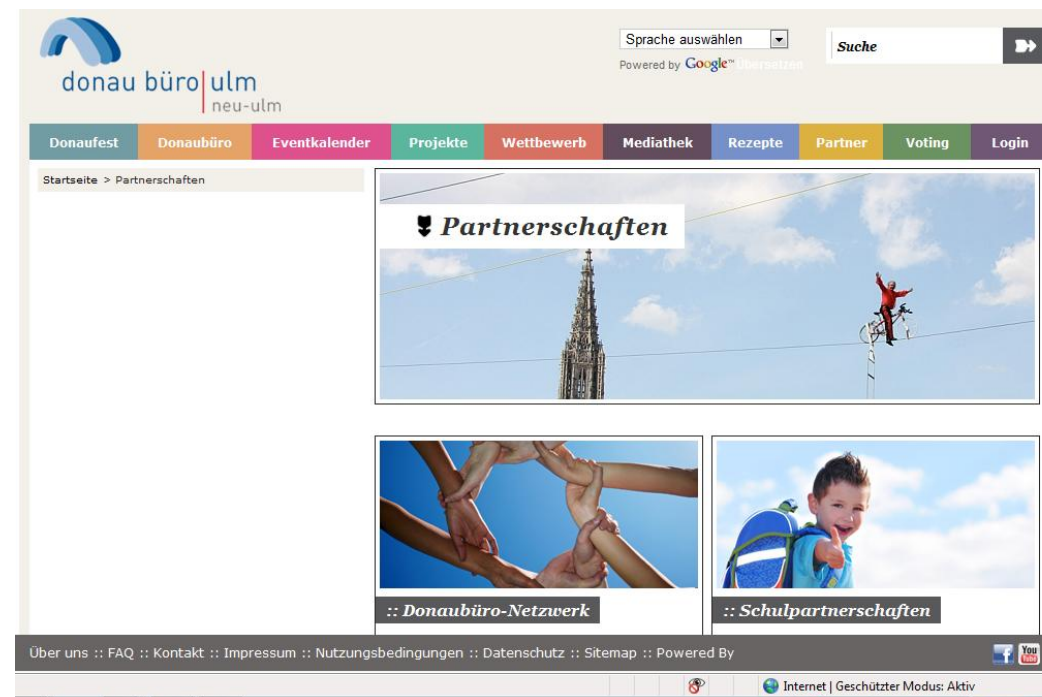 Sprache auswählen
Suche
Powered by Google™ Übersetzen
donau büro ulm
neu-ulm
Donaufest Donaubüro Eventkalender Projekte Wettbewerb Mediathek Rezepte Partner Voting Login
Startseite > Partnerschaften
Partnerschaften
:: Donaubüro-Netzwerk
:: Schulpartnerschaften
Über uns :: FAQ :: Kontakt :: Impressum :: Nutzungsbedingungen :: Datenschutz :: Sitemap :: Powered By
f You Tube
Internet | Geschützter Modus: Aktiv